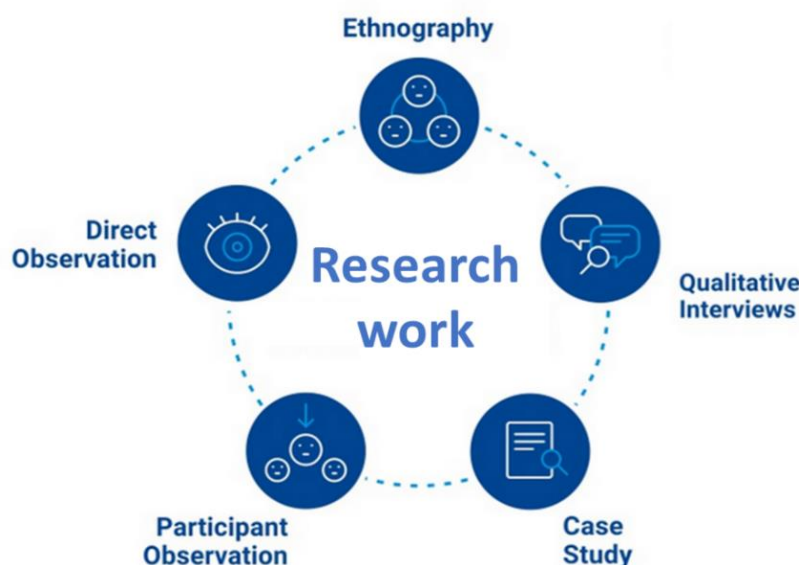 Ethnography
Direct
Observation
Research
work
Qualitative
Interviews
Participant
Observation
Case
Study